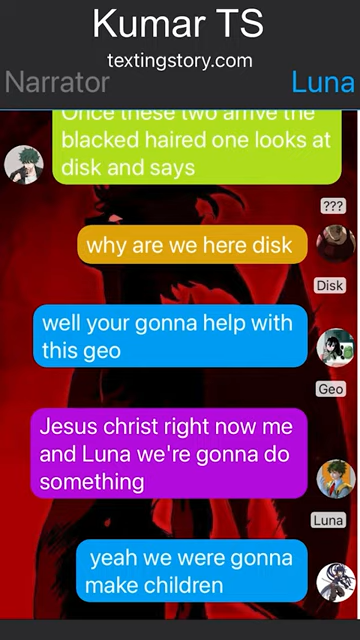 Kumar TS
textingstory.com
Narrator
Luna
Once these two arrive the
blacked haired one looks at
disk and says
???
why are we here disk
Disk
well your gonna help with
this geo
Geo
Jesus christ right now me
and Luna we're gonna do
something
Luna
yeah we were gonna
make children